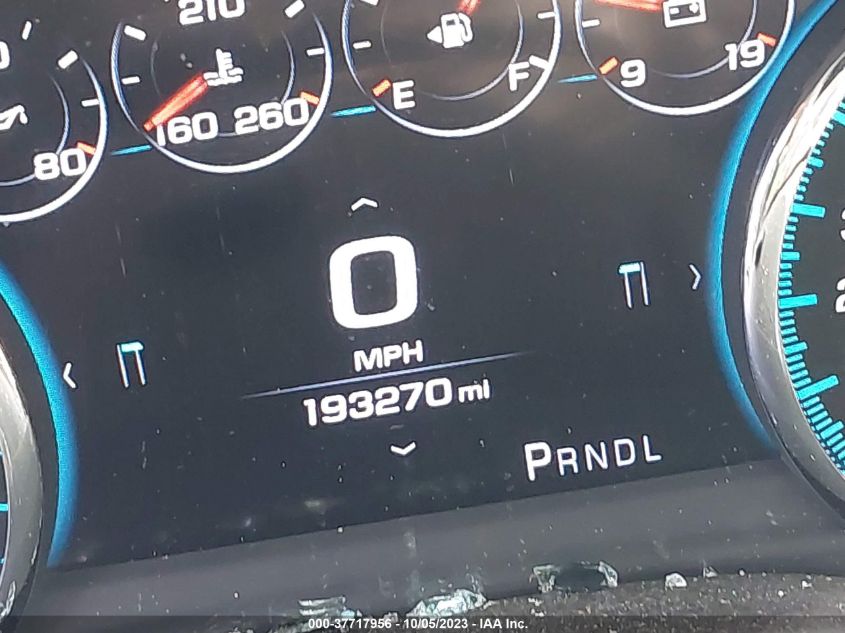 210
80
160 260
E F
9 19
0
MPH
193270 mi
PRNDL
000-37717956 - 10/05/2023 - IAA Inc.